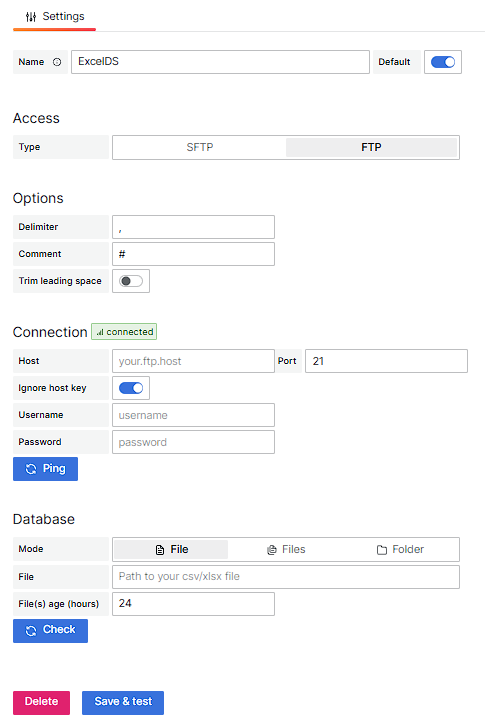 Settings
Name ExcelDS Default
Access
Type SFTP FTP
Options
Delimiter ,
Comment #
Trim leading space
Connection connected
Host your.ftp.host Port 21
Ignore host key
Username username
Password password
Ping
Database
Mode File Files Folder
File Path to your csv/xlsx file
File(s) age (hours) 24
Check
Delete Save & test